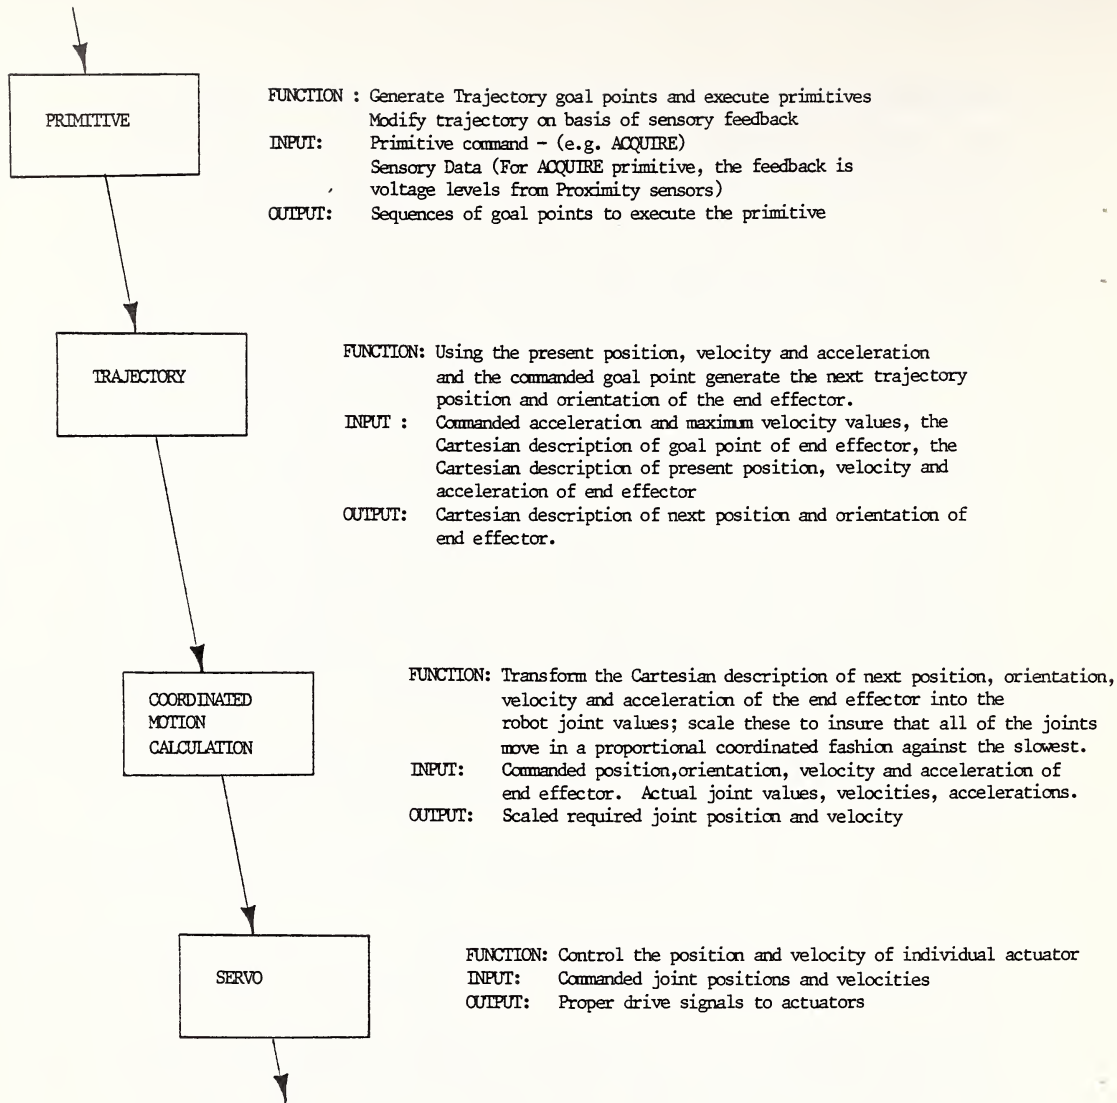 PRIMITIVE
FUNCTION : Generate Trajectory goal points and execute primitives
Modify trajectory on basis of sensory feedback
INPUT: Primitive command - (e.g. ACQUIRE)
Sensory Data (For ACQUIRE primitive, the feedback is
voltage levels from Proximity sensors)
OUTPUT: Sequences of goal points to execute the primitive
TRAJECTORY
FUNCTION: Using the present position, velocity and acceleration
and the commanded goal point generate the next trajectory
position and orientation of the end effector.
INPUT : Commanded acceleration and maximum velocity values, the
Cartesian description of goal point of end effector, the
Cartesian description of present position, velocity and
acceleration of end effector
OUTPUT: Cartesian description of next position and orientation of
end effector.
COORDINATED
MOTION
CALCULATION
FUNCTION: Transform the Cartesian description of next position, orientation,
velocity and acceleration of the end effector into the
robot joint values; scale these to insure that all of the joints
move in a proportional coordinated fashion against the slowest.
INPUT: Commanded position,orientation, velocity and acceleration of
end effector. Actual joint values, velocities, accelerations.
OUTPUT: Scaled required joint position and velocity
SERVO
FUNCTION: Control the position and velocity of individual actuator
INPUT: Commanded joint positions and velocities
OUTPUT: Proper drive signals to actuators